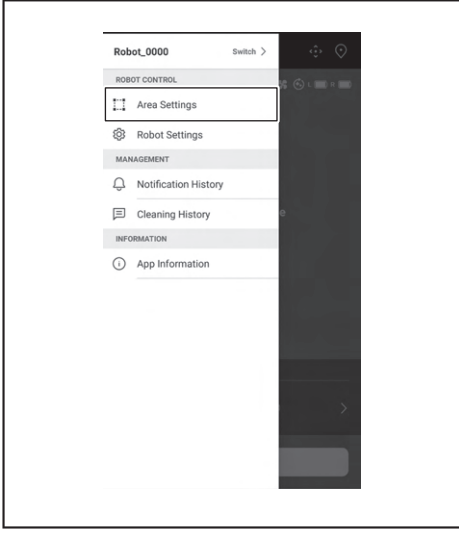 Robot_0000 Switch >
ROBOT CONTROL
Area Settings
Robot Settings
MANAGEMENT
Notification History
Cleaning History
INFORMATION
App Information